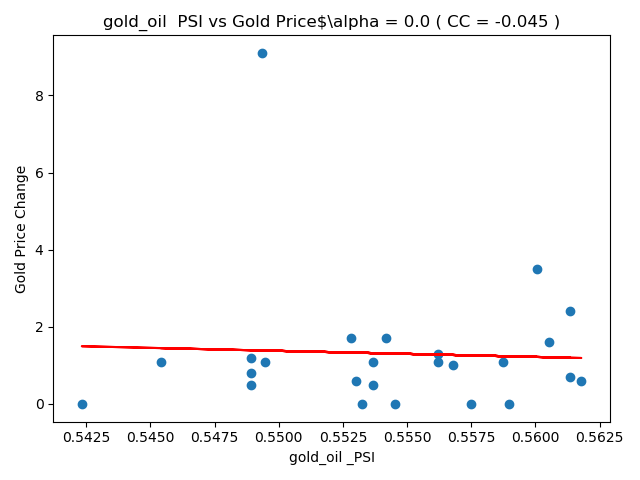 gold_oil  PSI vs Gold Price$\alpha = 0.0 ( CC = -0.045 )
8
6
4
2
0
Gold Price Change
0.5425 0.5450 0.5475 0.5500 0.5525 0.5550 0.5575 0.5600 0.5625
gold_oil _PSI